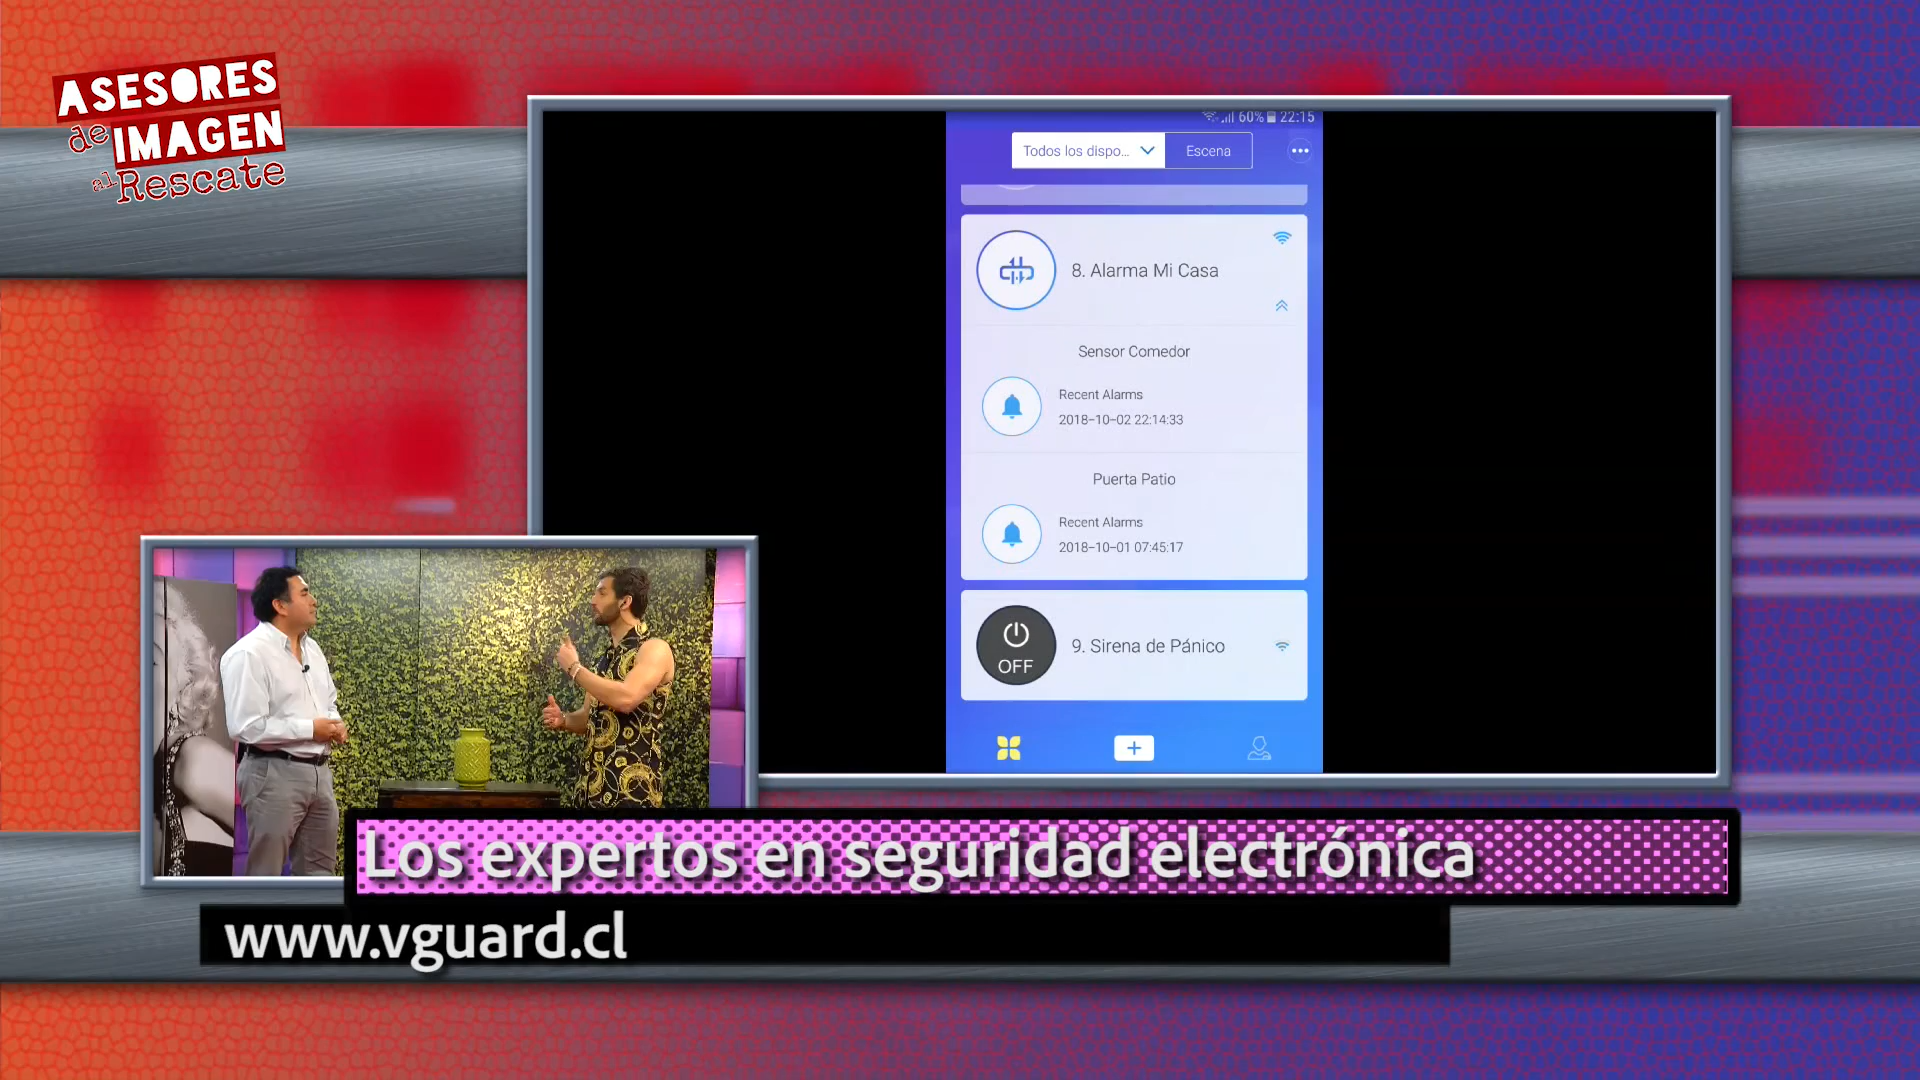 ASESORES
de IMAGEN
al Rescate
60% 22:15
Todos los dispo...
Escena
8. Alarma Mi Casa
Sensor Comedor
Recent Alarms
2018-10-02 22:14:33
Puerta Patio
Recent Alarms
2018-10-01 07:45:17
OFF
9. Sirena de Pánico
Los expertos en seguridad electrónica
www.vguard.cl